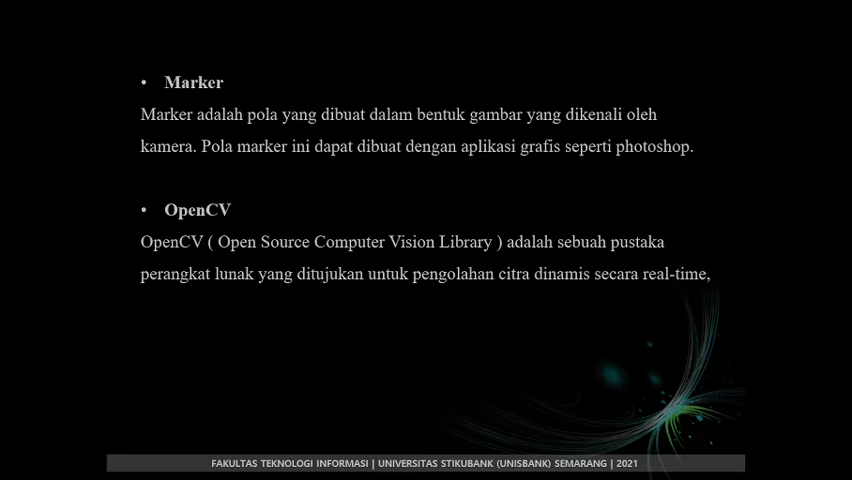 • Marker
Marker adalah pola yang dibuat dalam bentuk gambar yang dikenali oleh
kamera. Pola marker ini dapat dibuat dengan aplikasi grafis seperti photoshop.
• OpenCV
OpenCV ( Open Source Computer Vision Library ) adalah sebuah pustaka
perangkat lunak yang ditujukan untuk pengolahan citra dinamis secara real-time,
FAKULTAS TEKNOLOGI INFORMASI | UNIVERSITAS STIKUBANK (UNISBANK) SEMARANG | 2021